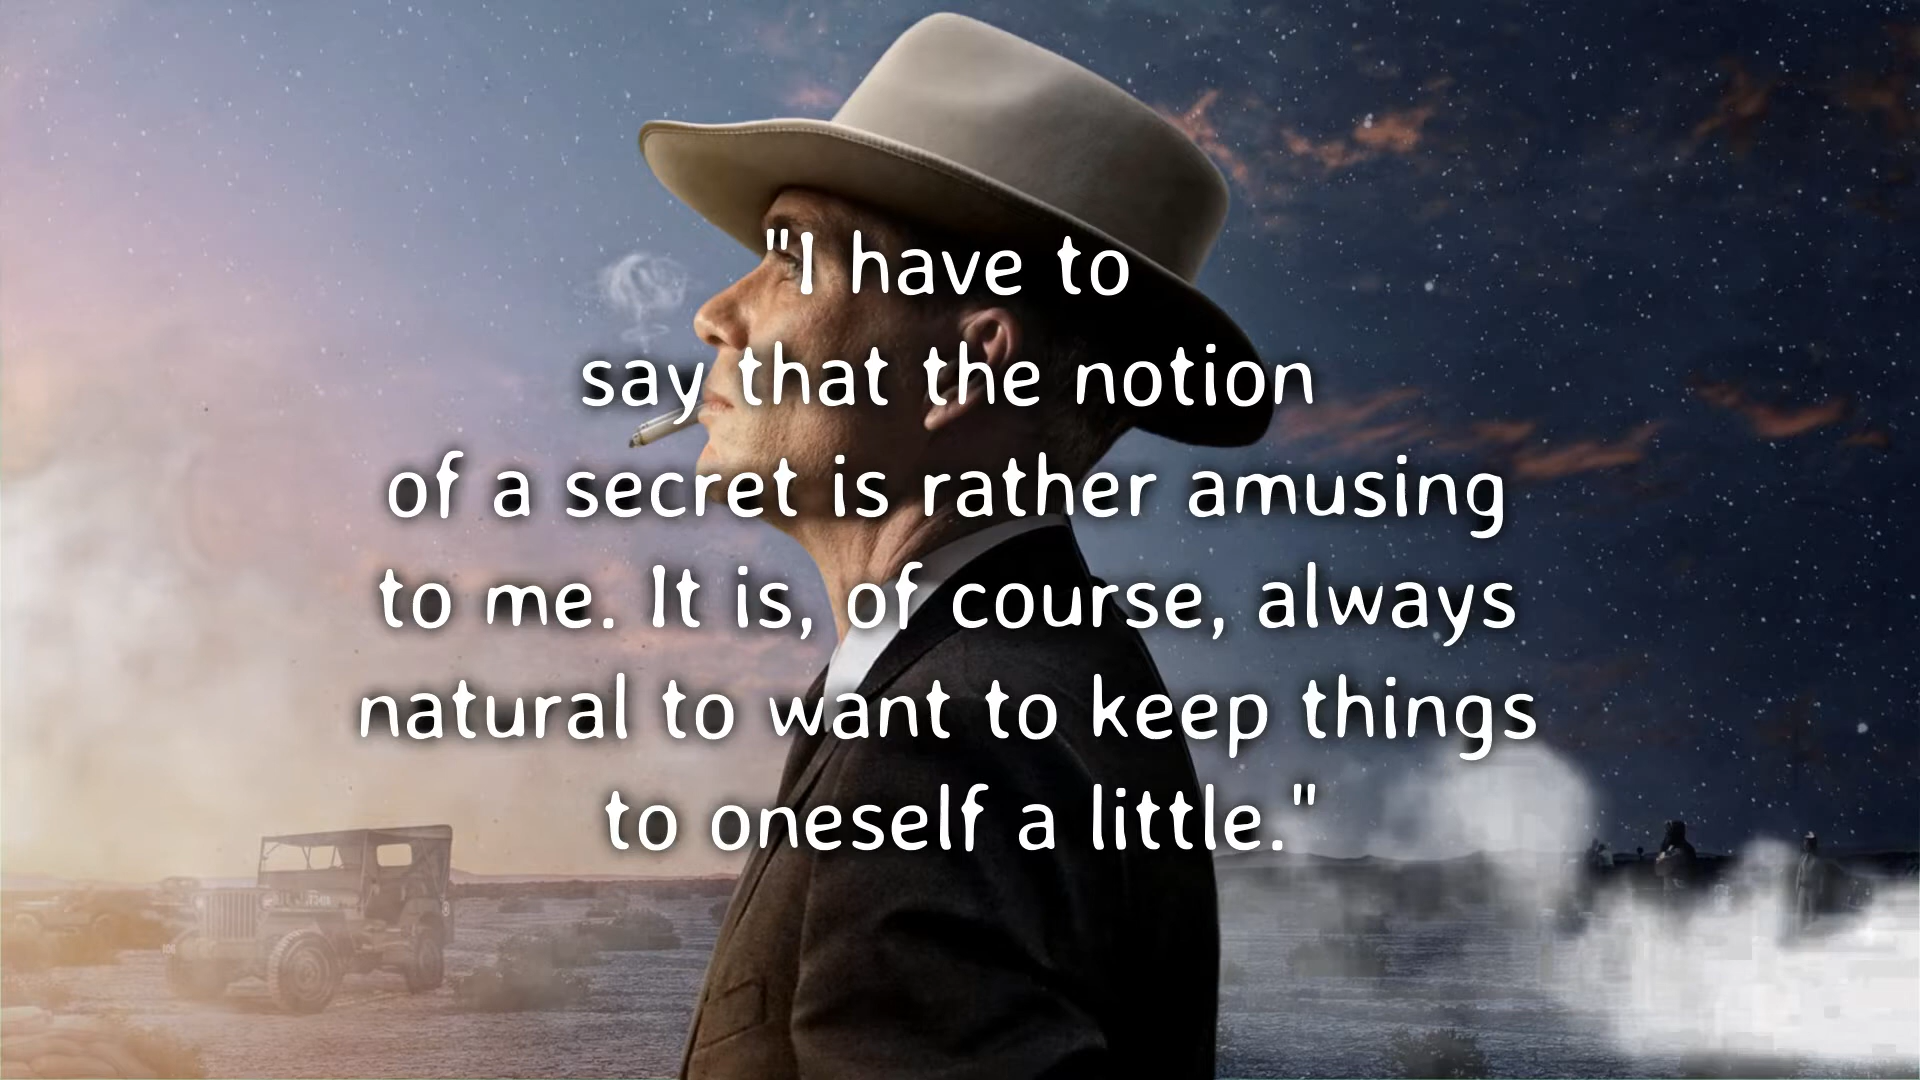 "I have to
say that the notion
of a secret is rather amusing
to me. It is, of course, always
natural to want to keep things
to oneself a little."